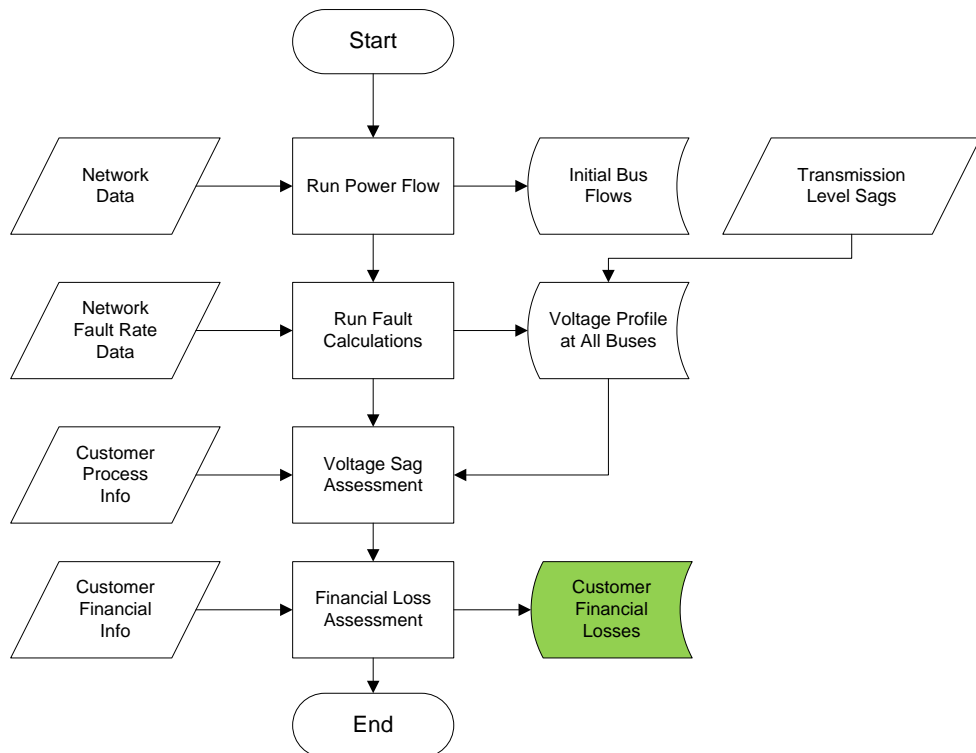 Start
Network
Data
Run Power Flow
Initial Bus
Flows
Transmission
Level Sags
Network
Fault Rate
Data
Run Fault
Calculations
Voltage Profile
at All Buses
Customer
Process
Info
Voltage Sag
Assessment
Customer
Financial
Info
Financial Loss
Assessment
Customer
Financial
Losses
End